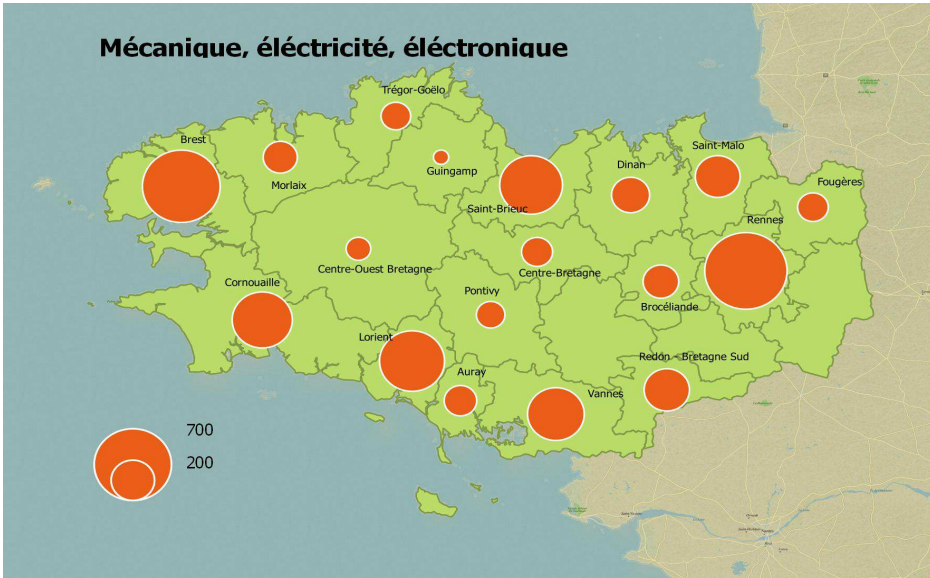 Mécanique, éléctricité, éléctronique
Trégor-Goëlo
Brest
Saint-Malo
Dinan
Guingamp
Morlaix
Fougères
Saint-Brieuc
Rennes
Centre-Ouest Bretagne
Centre-Bretagne
Cornouaille
Pontivy
Brocéliande
Lorient
Redon - Bretagne Sud
Auray
Vannes
700
200